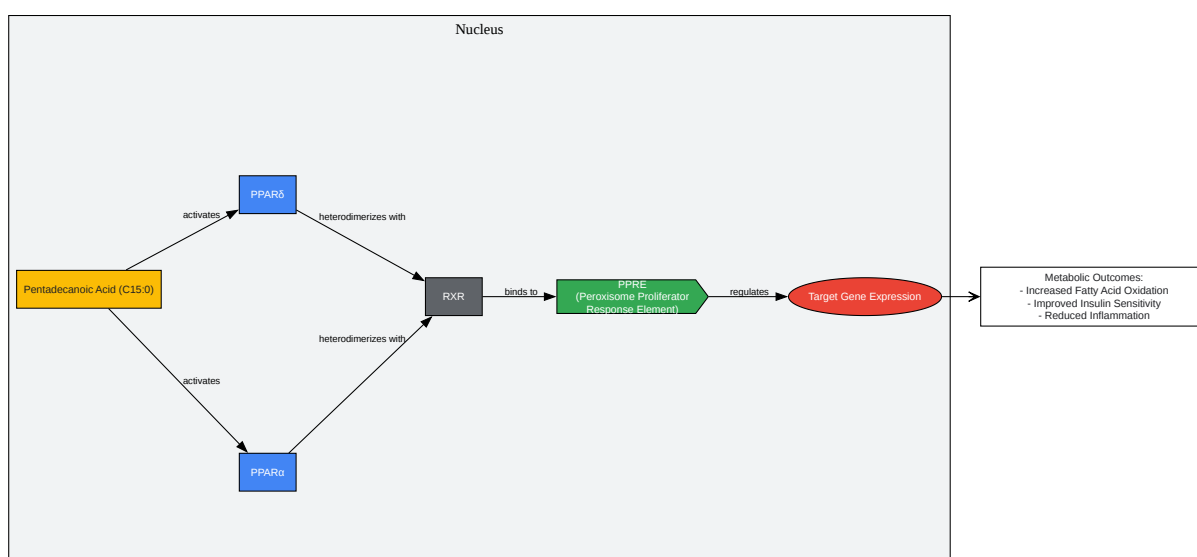 Nucleus
PPARδ
activates
heterodimerizes with
Pentadecanoic Acid (C15:0)
RXR
binds to
PPRE
(Peroxisome Proliferator
Response Element)
regulates
Target Gene Expression
Metabolic Outcomes:
- Increased Fatty Acid Oxidation
- Improved Insulin Sensitivity
- Reduced Inflammation
heterodimerizes with
activates
PPARα